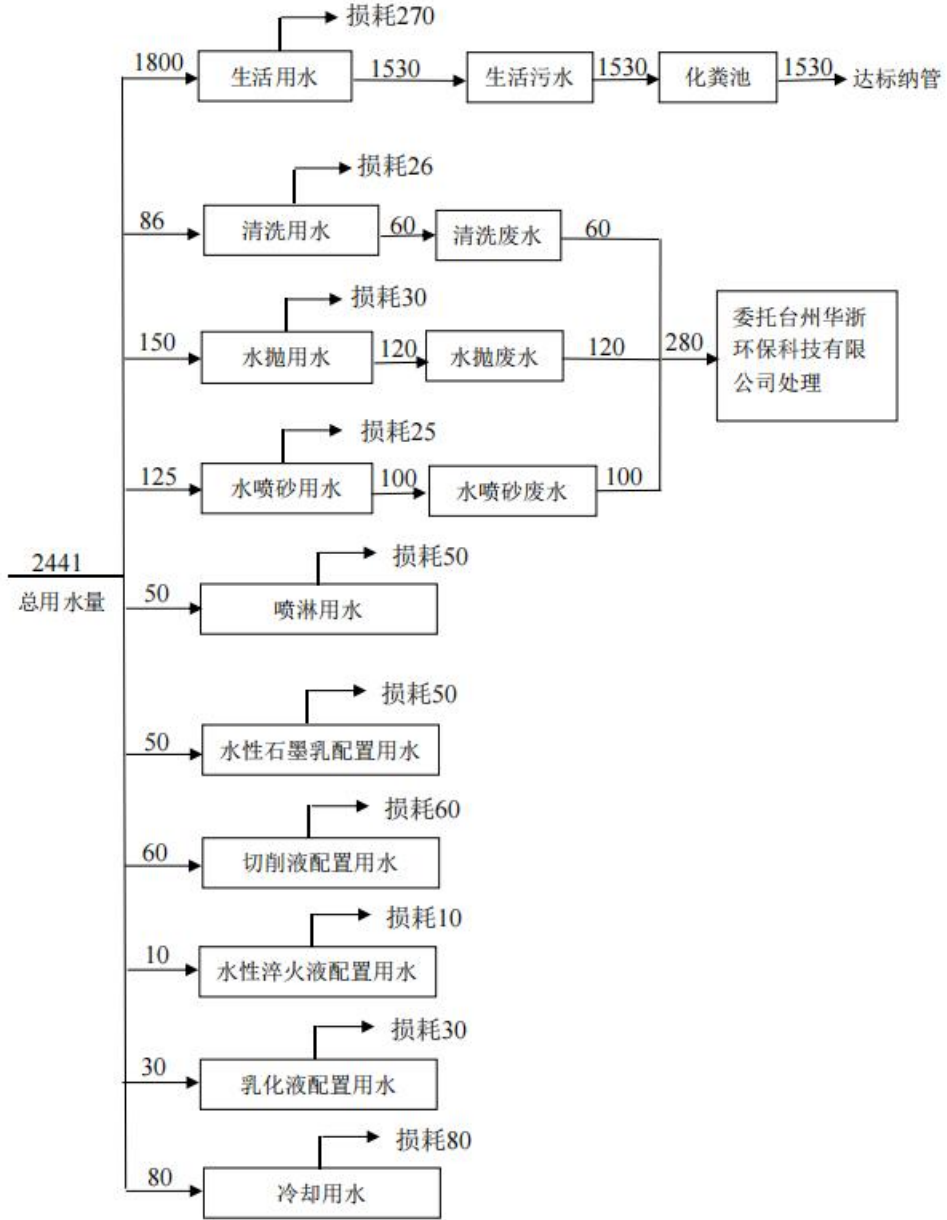 损耗270
1800
生活用水
1530
生活污水
1530
化粪池
1530
达标纳管
损耗26
86
清洗用水
60
清洗废水
60
损耗30
150
水抛用水
120
水抛废水
120
280
委托台州华浙
环保科技有限
公司处理
损耗25
125
水喷砂用水
100
水喷砂废水
100
2441
总用水量
损耗50
50
喷淋用水
损耗50
50
水性石墨乳配置用水
损耗60
60
切削液配置用水
损耗10
10
水性淬火液配置用水
损耗30
30
乳化液配置用水
损耗80
80
冷却用水